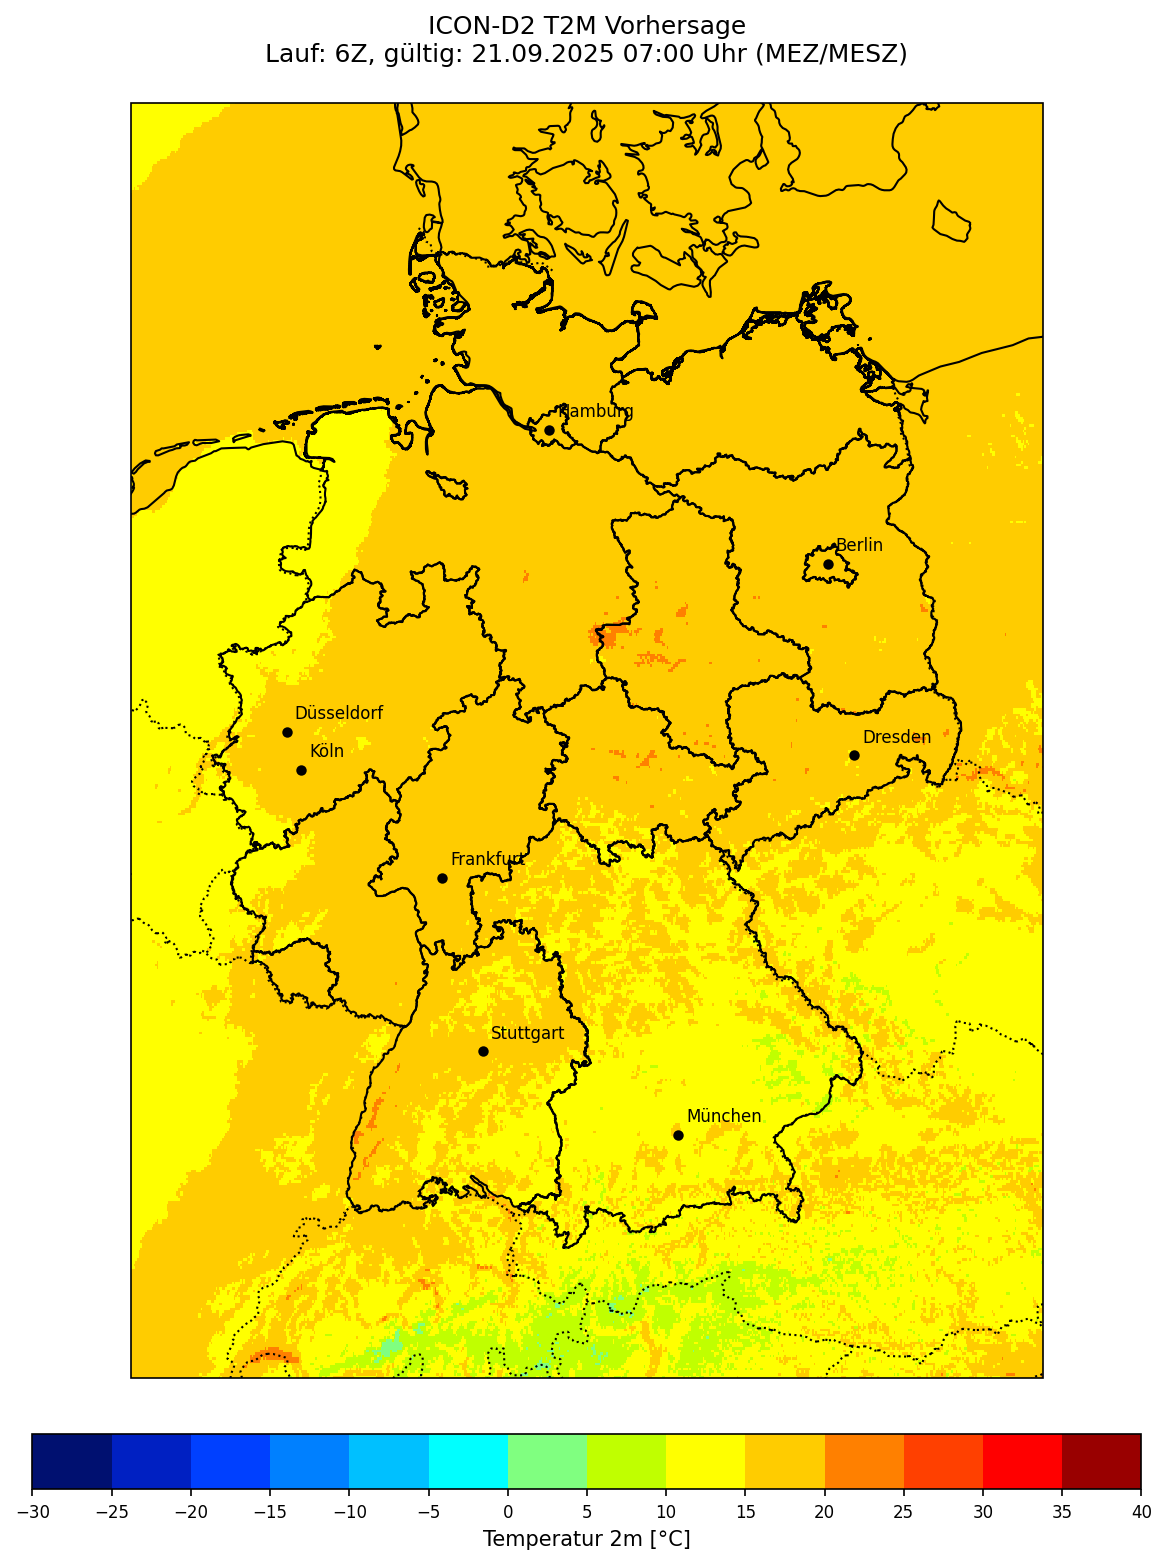 ICON-D2 T2M Vorhersage
Lauf: 6Z, gültig: 21.09.2025 07:00 Uhr (MEZ/MESZ)
Hamburg
Berlin
Düsseldorf
Dresden
Köln
Frankfurt
Stuttgart
München
−30 −25 −20 −15 −10 −5 0 5 10 15 20 25 30 35 40
Temperatur 2m [°C]